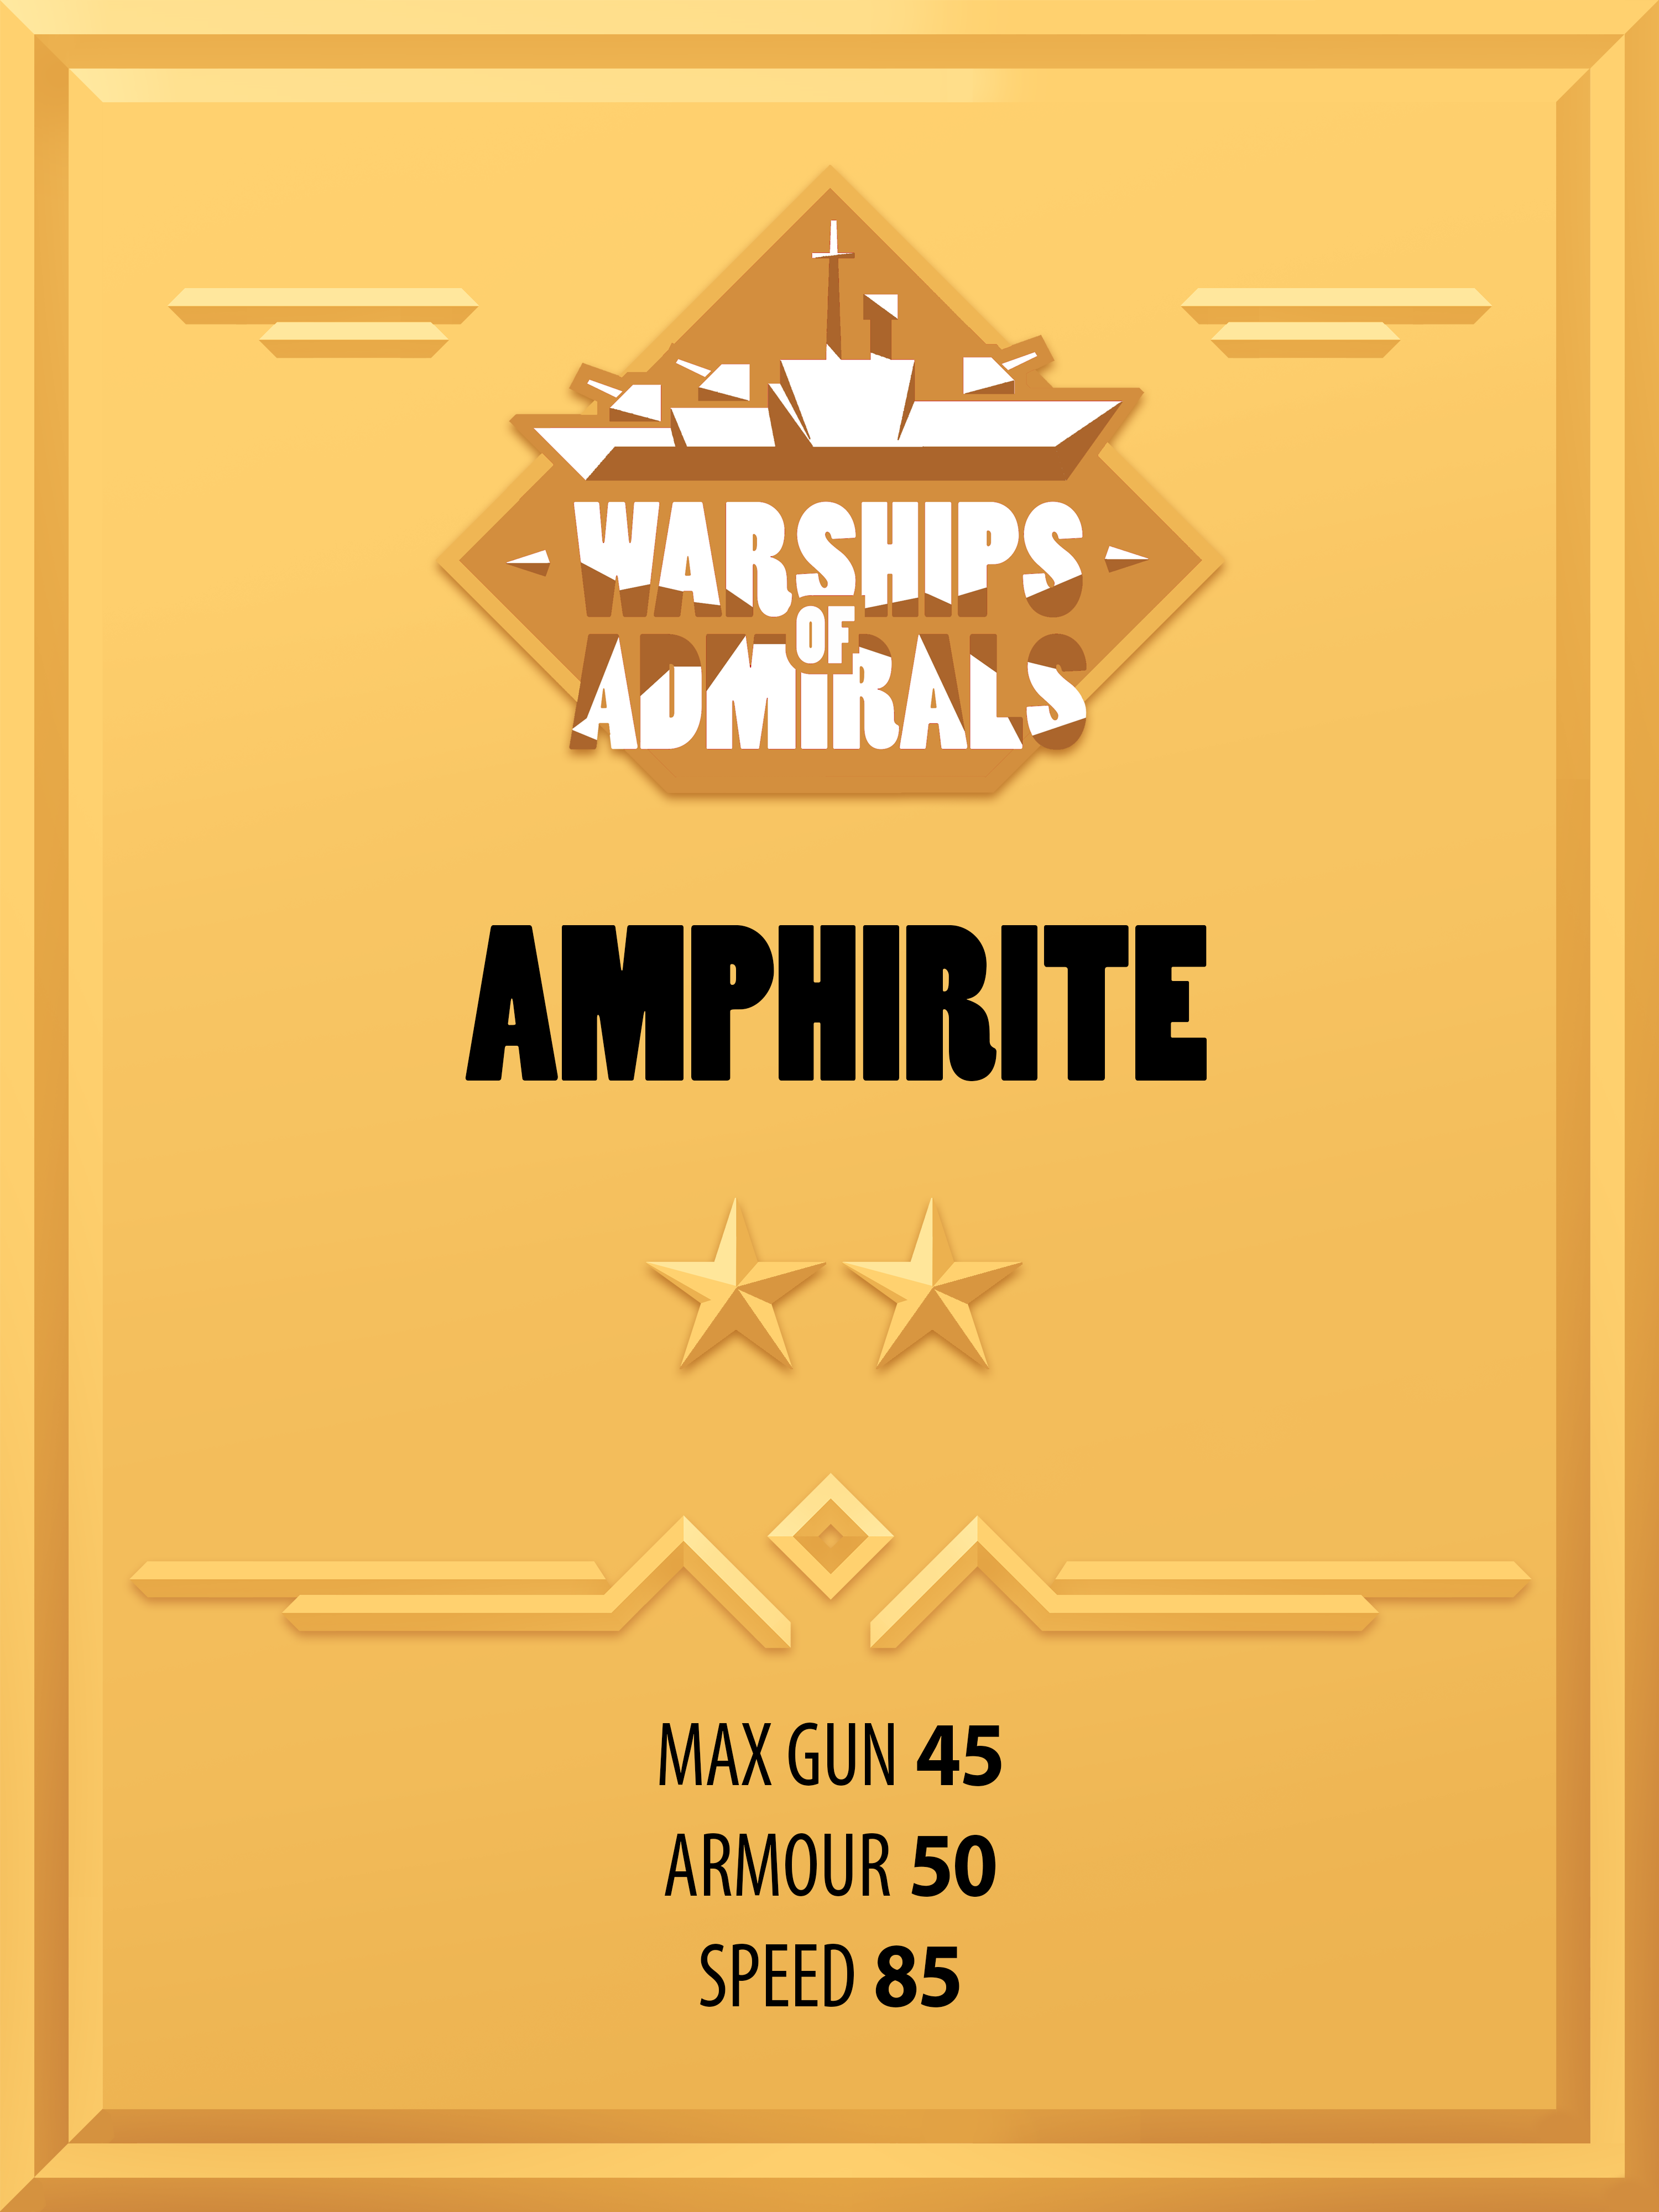 WARSHIPS
OF
ADMIRALS
AMPHIRITE
MAX GUN 45
ARMOUR 50
SPEED 85